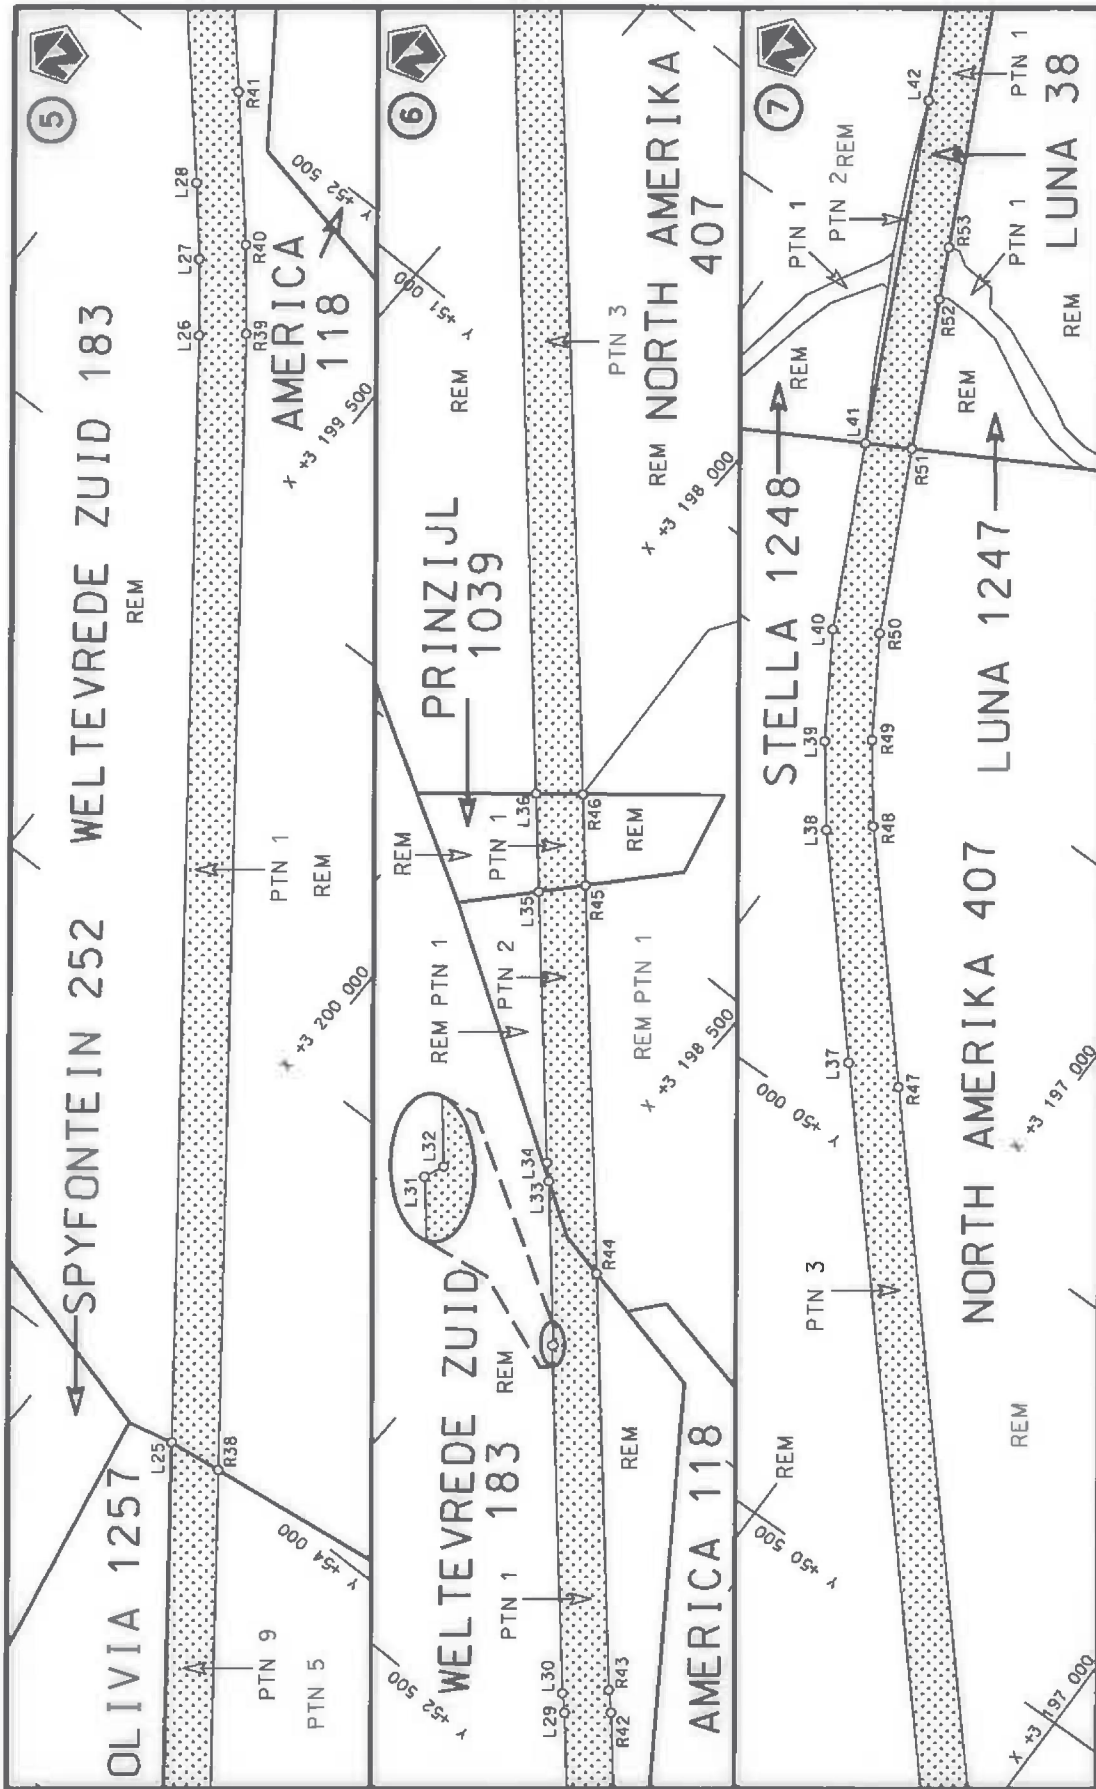 5
N
OLIVIA 1257
SPYFONTEIN 252
WELTEVREDE ZUID 183
REM
L25
L26
L27
L28
R38
R39
R40
R41
PTN 9
PTN 5
PTN 1
REM
AMERICA
118
Y +54 000
X +3 200 000
X +3 199 500
Y +52 500
6
N
WELTEVREDE ZUID
183
REM
PTN 1
L29
L30
R42
R43
L31
L32
L33
L34
R44
REM
AMERICA 118
Y +52 500
REM PTN 1
PTN 2
REM PTN 1
L35
L36
R45
R46
REM
PTN 1
REM
PRINZIJL
1039
REM
PTN 3
REM NORTH AMERIKA
407
Y +51 000
X +3 198 500
X +3 198 000
7
N
STELLA 1248
LUNA 1247
NORTH AMERIKA 407
LUNA 38
REM
REM
PTN 3
L37
L38
L39
L40
L41
L42
R47
R48
R49
R50
R51
R52
R53
REM
REM
PTN 1
PTN 2
REM
PTN 1
REM
PTN 1
Y +50 500
Y +50 000
X +3 197 000
X +3 197 000